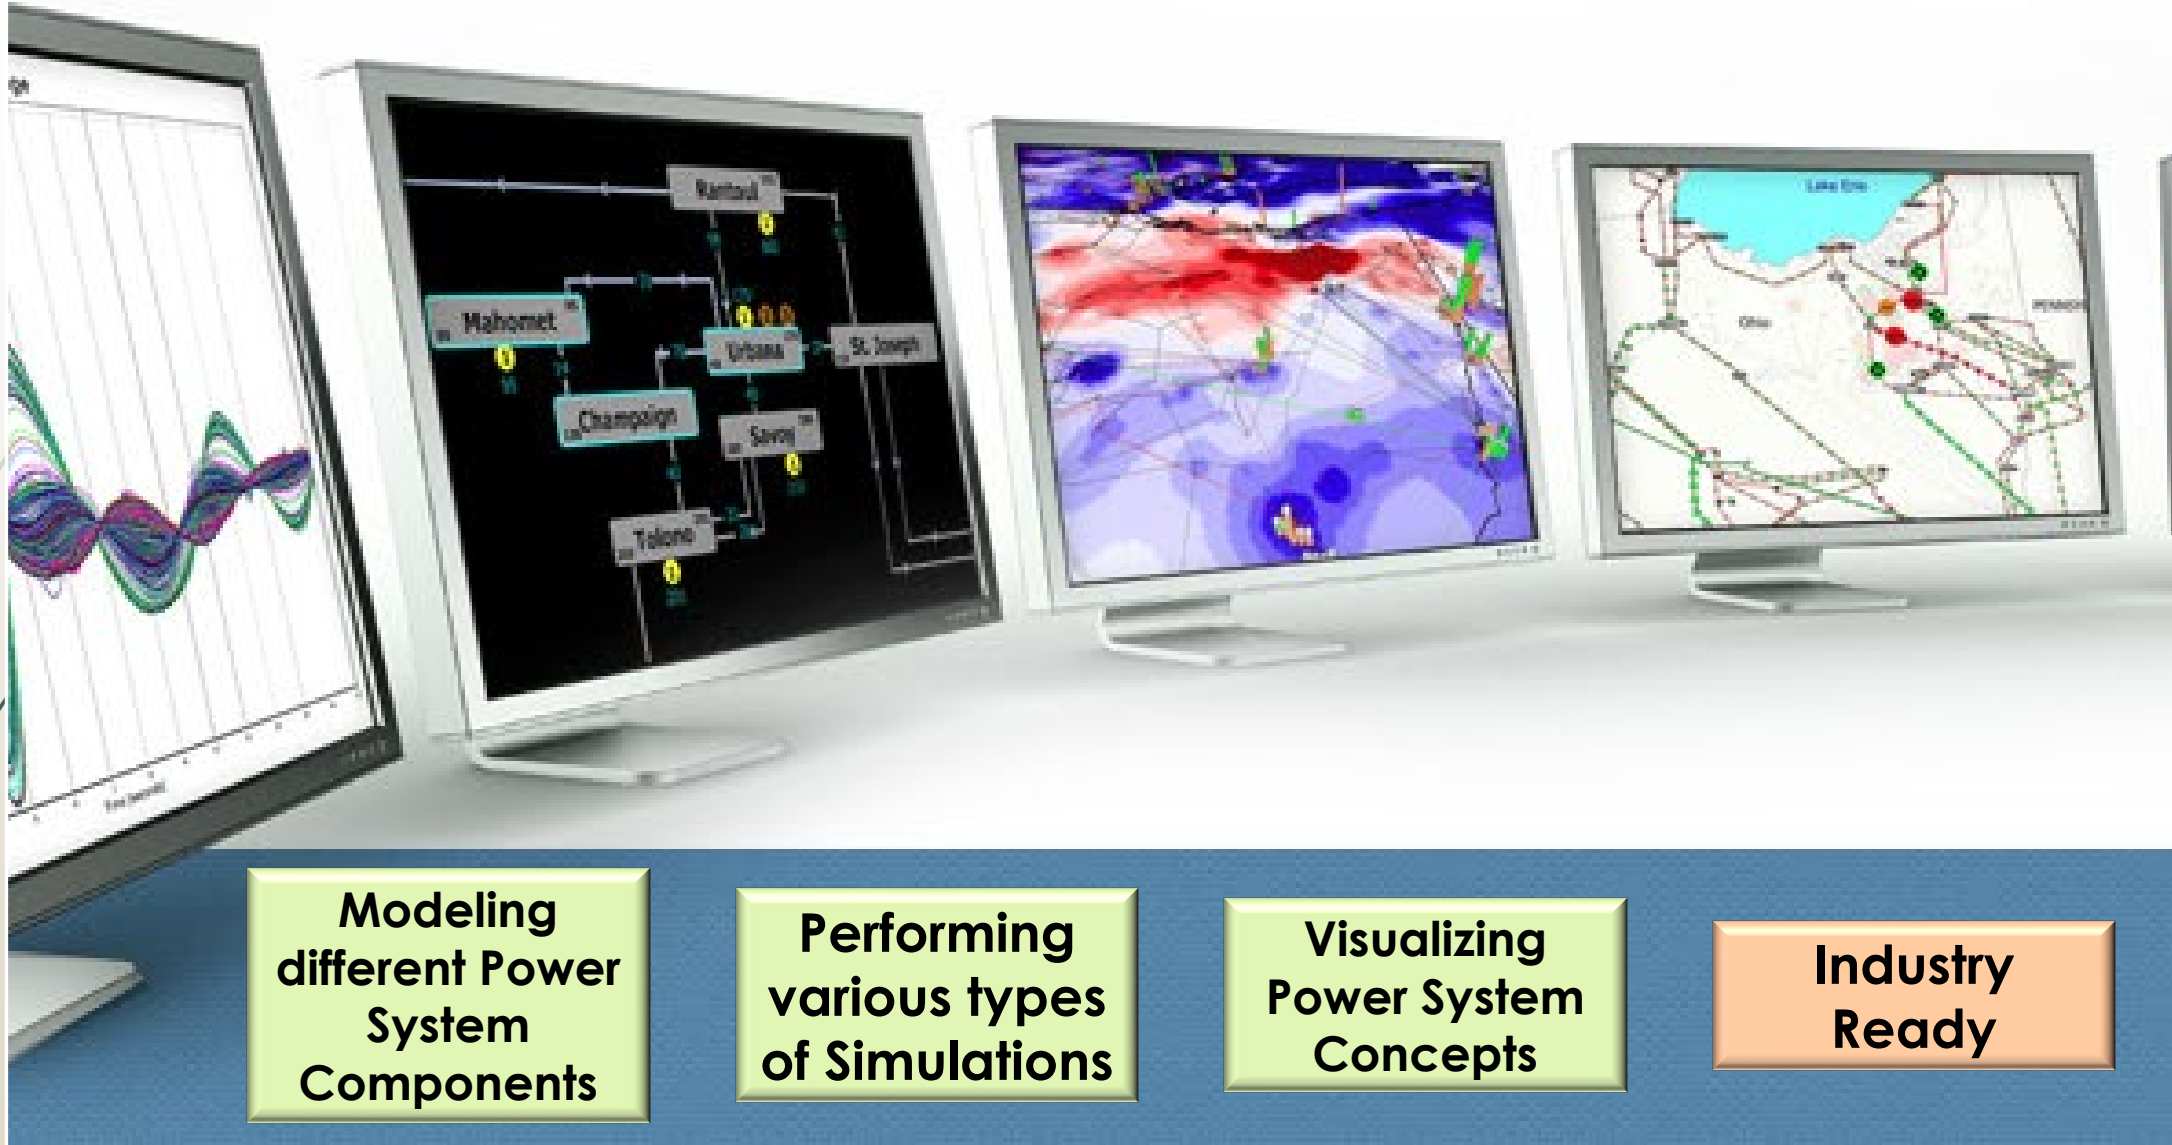 Lake Erie
Rantoul
Mahomet
Urbana
St. Joseph
Champaign
Savoy
Tolono
Ohio
Modeling
different Power
System
Components
Performing
various types
of Simulations
Visualizing
Power System
Concepts
Industry
Ready